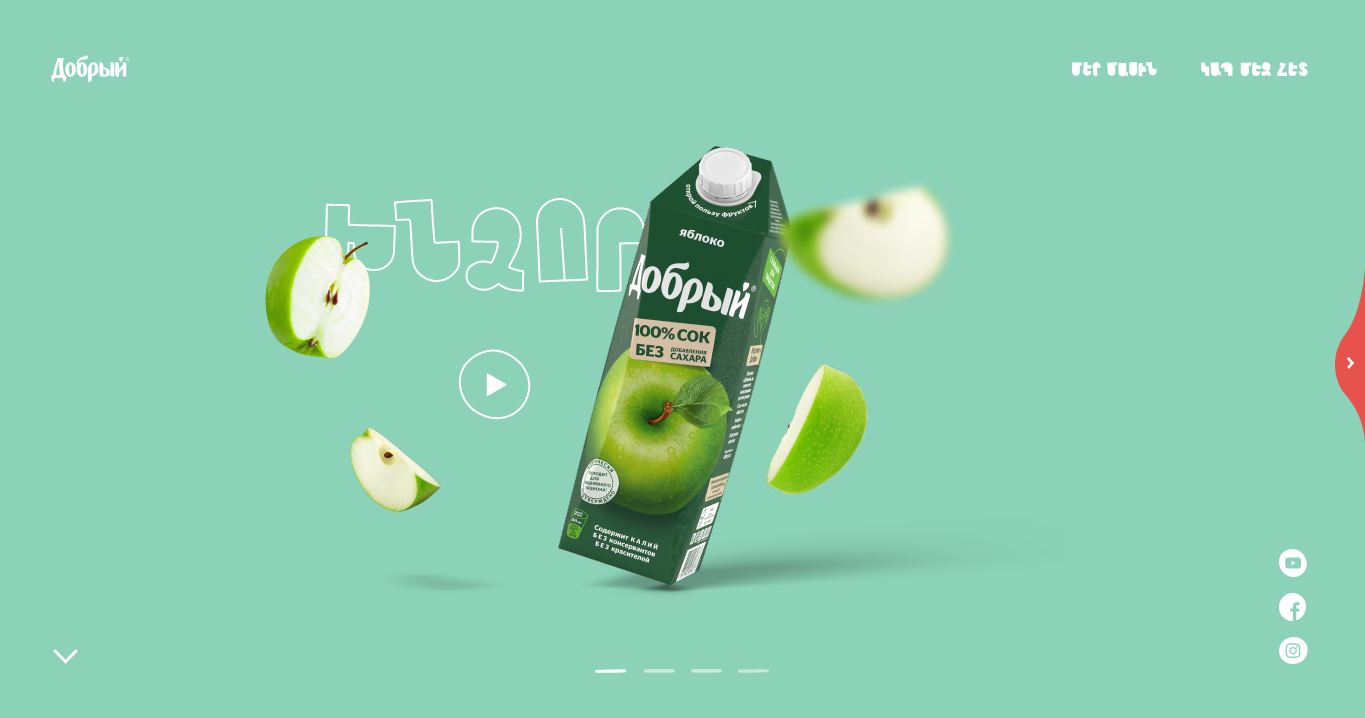 Добрый
ՄԵՐ ՄԱՍԻՆ
ԿԱՊ ՄԵԶ ՀԵՏ
ԽՆՁՈՐ
открой пользу фруктов
яблоко
Добрый
100% СОК
БЕЗ ДОБАВЛЕНИЯ САХАРА
Содержит КАЛИЙ
БЕЗ консервантов
БЕЗ красителей